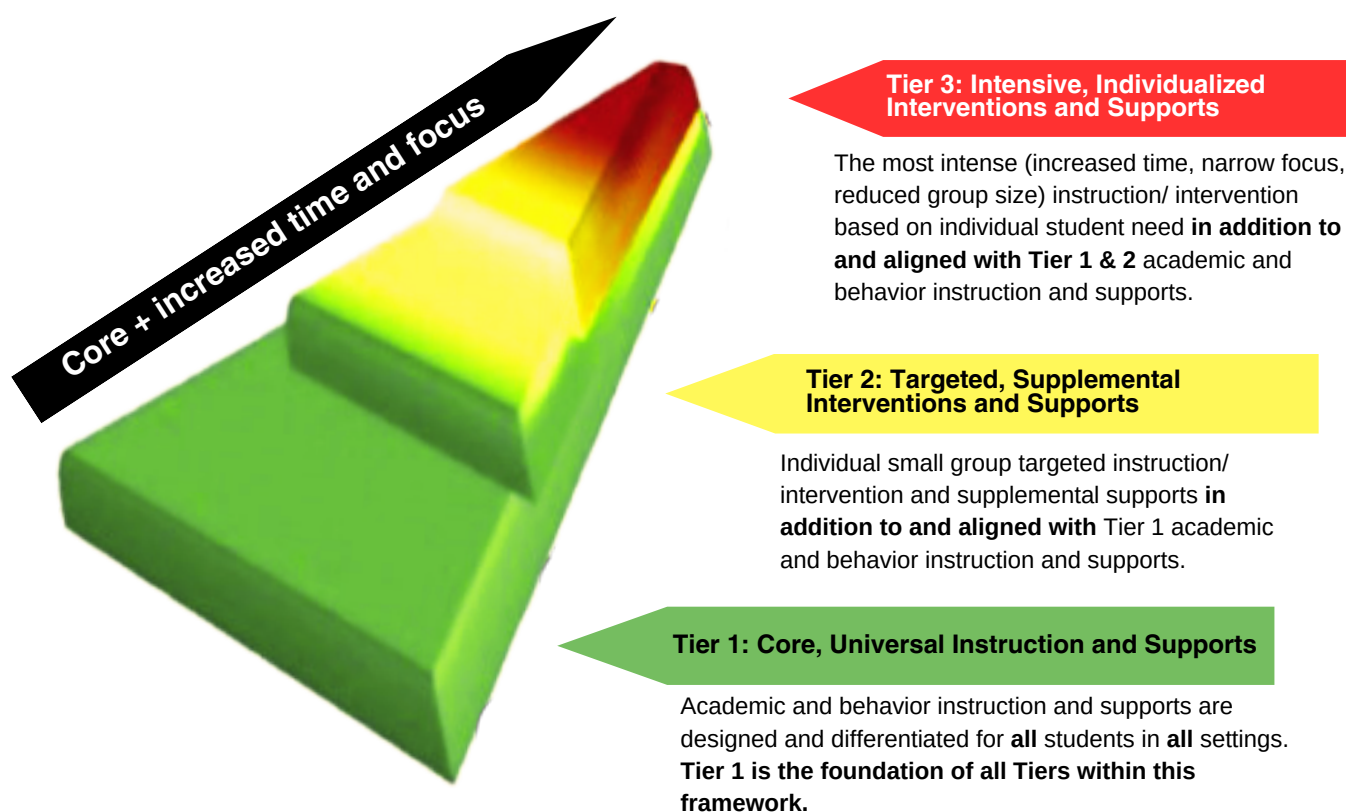 Core + increased time and focus
Tier 3: Intensive, Individualized
Interventions and Supports
The most intense (increased time, narrow focus,
reduced group size) instruction/ intervention
based on individual student need in addition to
and aligned with Tier 1 & 2 academic and
behavior instruction and supports.
Tier 2: Targeted, Supplemental
Interventions and Supports
Individual small group targeted instruction/
intervention and supplemental supports in
addition to and aligned with Tier 1 academic
and behavior instruction and supports.
Tier 1: Core, Universal Instruction and Supports
Academic and behavior instruction and supports are
designed and differentiated for all students in all settings.
Tier 1 is the foundation of all Tiers within this
framework.